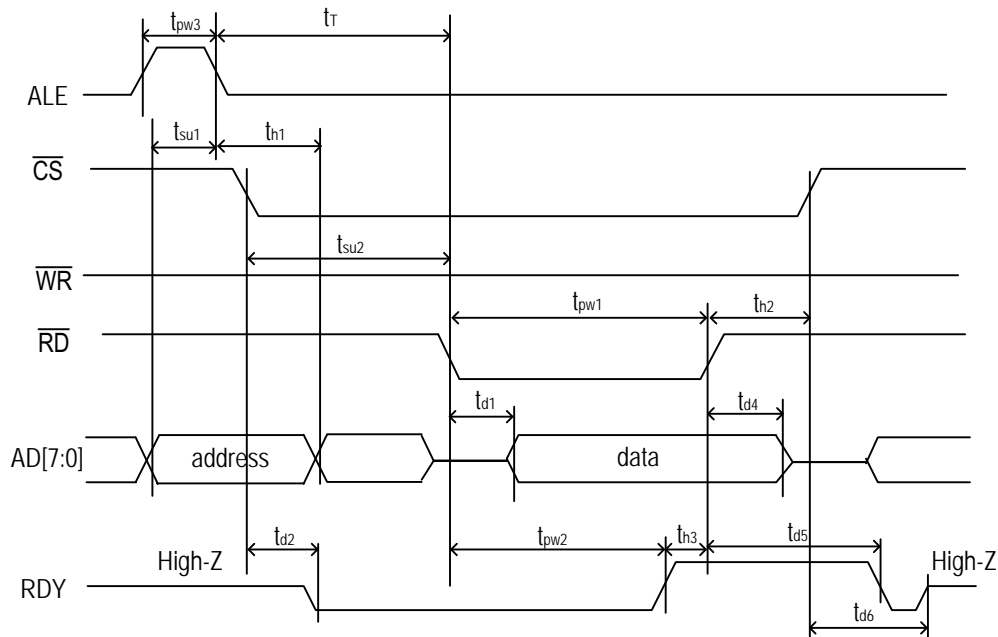 tpw3 tT
ALE
tsu1 th1
CS
tsu2
WR
tpw1 th2
RD
td1 td4
AD[7:0] address data
td2 tpw2 th3 td5
High-Z High-Z
RDY
td6